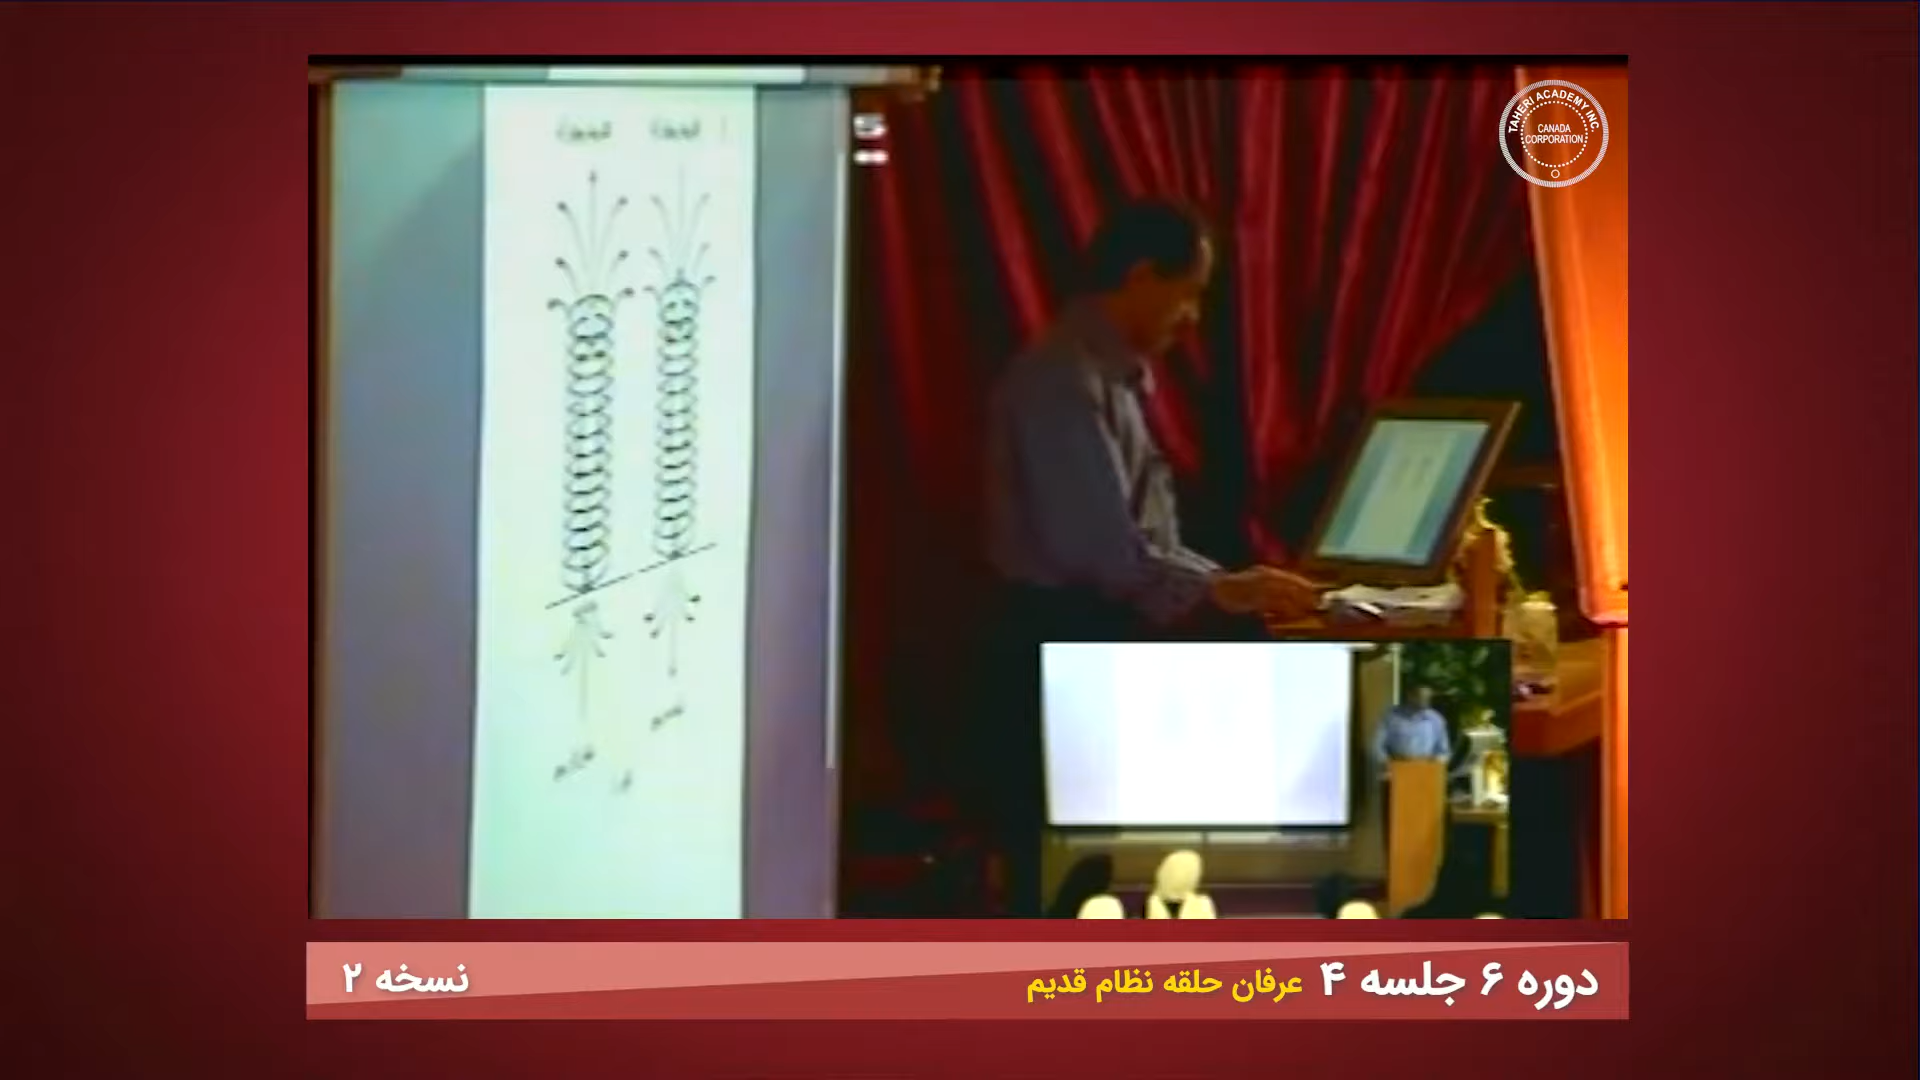 TAHERI ACADEMY INC.
CANADA
CORPORATION
دوره ۶ جلسه ۴ عرفان حلقه نظام قدیم
نسخه ۲